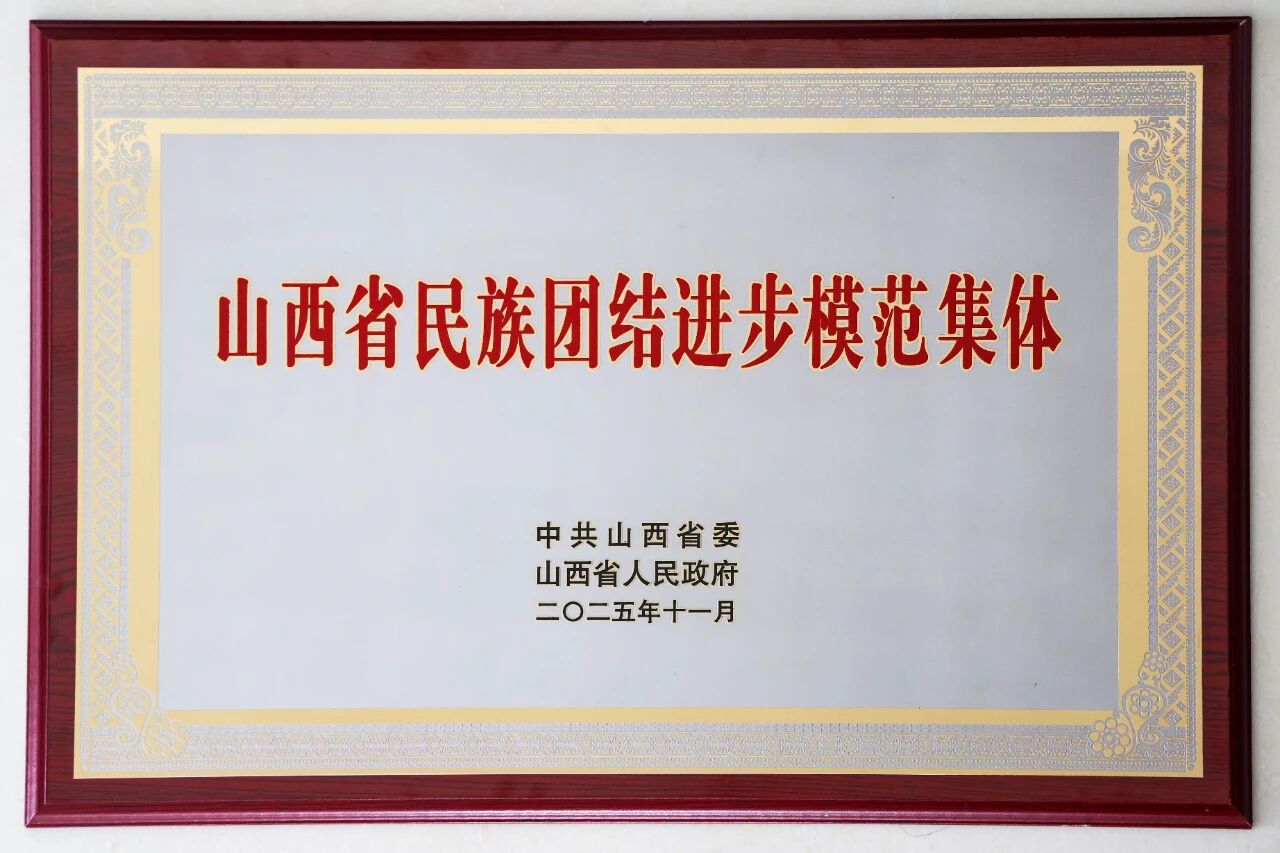 山西省民族团结进步模范集体
中共山西省委
山西省人民政府
二〇二五年十一月